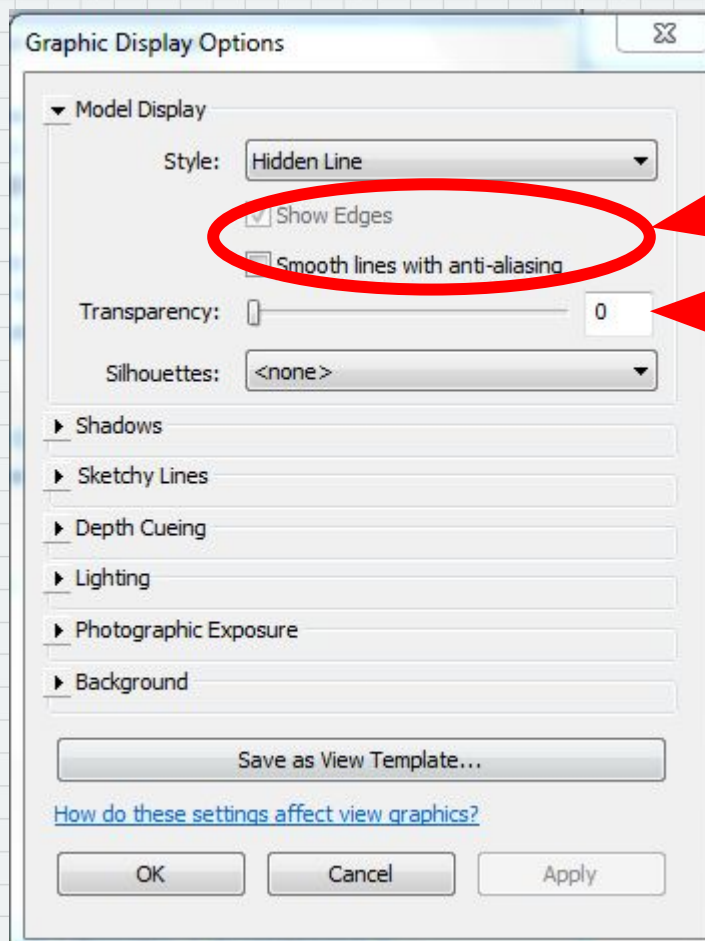 Graphic Display Options
Model Display
Style: Hidden Line
Show Edges
Smooth lines with anti-aliasing
Transparency: 0
Silhouettes: <none>
Shadows
Sketchy Lines
Depth Cueing
Lighting
Photographic Exposure
Background
Save as View Template...
How do these settings affect view graphics?
OK Cancel Apply